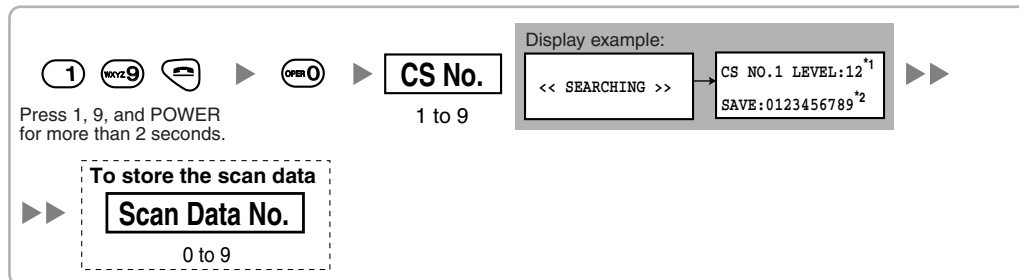 Display example:
1 WXYZ 9 OPER 0 CS No. << SEARCHING >> CS NO.1 LEVEL:12*1
SAVE:0123456789*2
Press 1, 9, and POWER
for more than 2 seconds.
1 to 9
To store the scan data
Scan Data No.
0 to 9